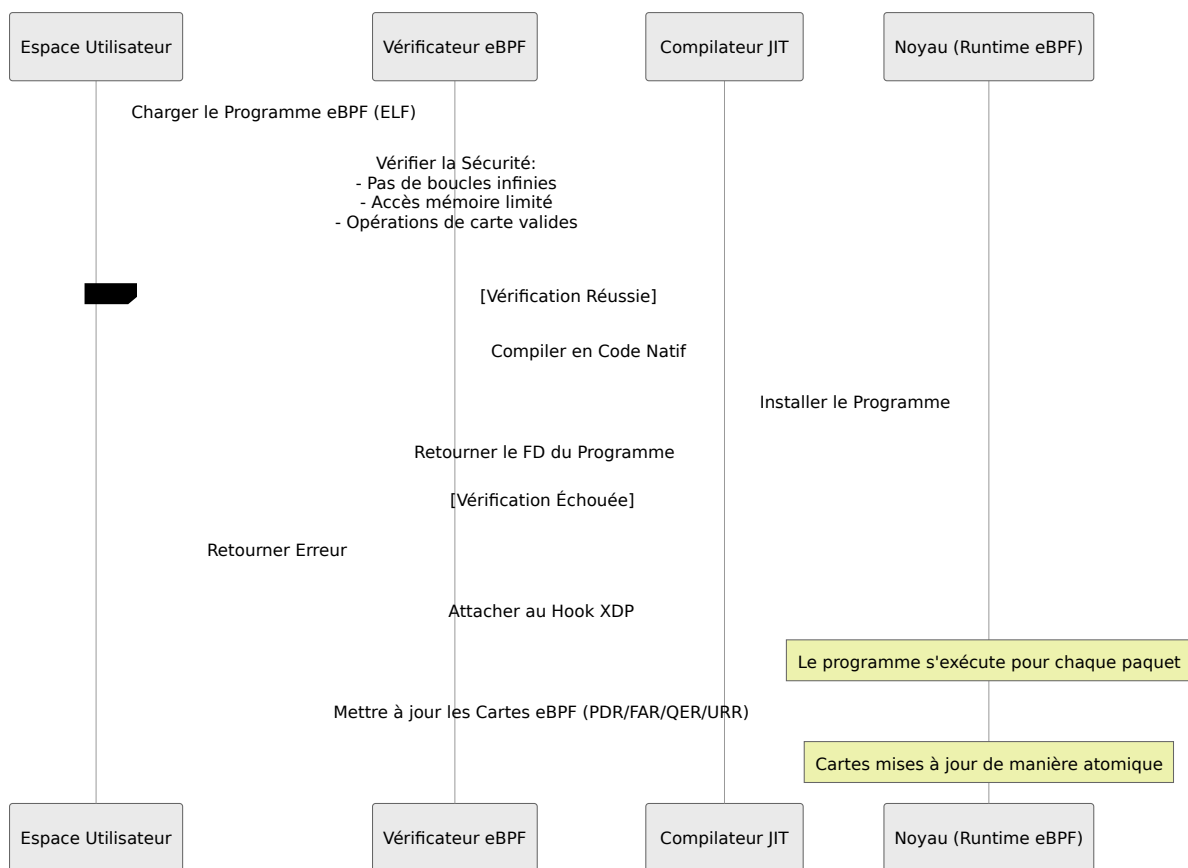 Espace Utilisateur
Vérificateur eBPF
Compilateur JIT
Noyau (Runtime eBPF)
Charger le Programme eBPF (ELF)
Vérifier la Sécurité:
- Pas de boucles infinies
- Accès mémoire limité
- Opérations de carte valides
[Vérification Réussie]
Compiler en Code Natif
Installer le Programme
Retourner le FD du Programme
[Vérification Échouée]
Retourner Erreur
Attacher au Hook XDP
Le programme s'exécute pour chaque paquet
Mettre à jour les Cartes eBPF (PDR/FAR/QER/URR)
Cartes mises à jour de manière atomique
Espace Utilisateur
Vérificateur eBPF
Compilateur JIT
Noyau (Runtime eBPF)